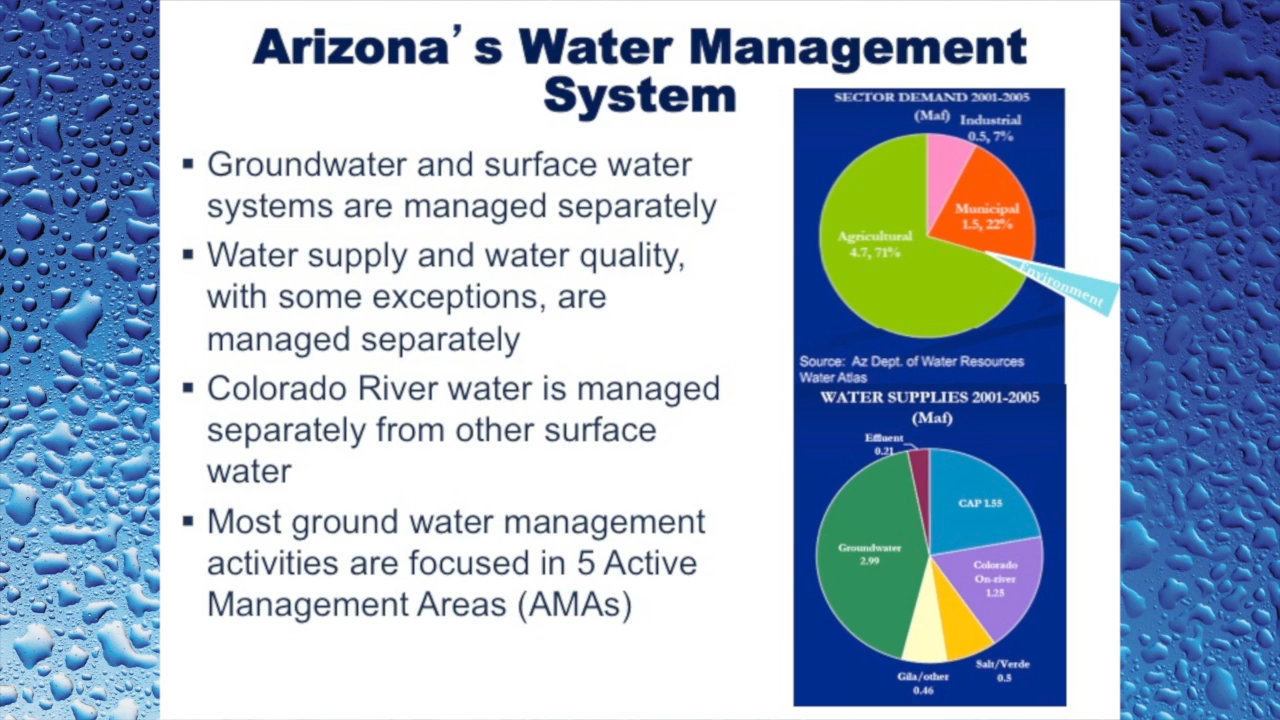 Arizona’s Water Management
System
▪ Groundwater and surface water
systems are managed separately
▪ Water supply and water quality,
with some exceptions, are
managed separately
▪ Colorado River water is managed
separately from other surface
water
▪ Most ground water management
activities are focused in 5 Active
Management Areas (AMAs)
SECTOR DEMAND 2001-2005
(Maf)
Industrial
0.5, 7%
Municipal
1.5, 22%
Agricultural
4.7, 71%
Environment
Source: Az Dept. of Water Resources
Water Atlas
WATER SUPPLIES 2001-2005
(Maf)
Effluent
0.21
CAP 1.55
Groundwater
2.99
Colorado
On-river
1.25
Salt/Verde
0.5
Gila/other
0.46